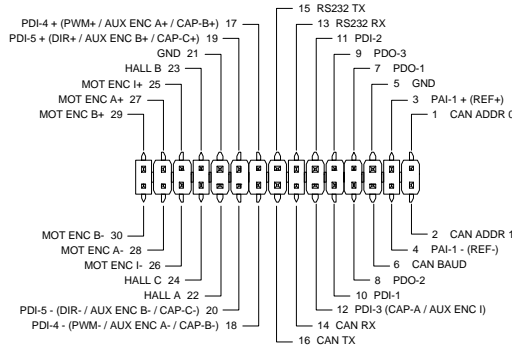 15 RS232 TX
PDI-4 + (PWM+ / AUX ENC A+ / CAP-B+) 17
13 RS232 RX
PDI-5 + (DIR+ / AUX ENC B+ / CAP-C+) 19
11 PDI-2
GND 21
9 PDO-3
HALL B 23
7 PDO-1
MOT ENC I+ 25
5 GND
MOT ENC A+ 27
3 PAI-1 + (REF+)
MOT ENC B+ 29
1 CAN ADDR 0
MOT ENC B- 30
2 CAN ADDR 1
MOT ENC A- 28
4 PAI-1 - (REF-)
MOT ENC I- 26
6 CAN BAUD
HALL C 24
8 PDO-2
HALL A 22
10 PDI-1
PDI-5 - (DIR- / AUX ENC B- / CAP-C-) 20
12 PDI-3 (CAP-A / AUX ENC I)
PDI-4 - (PWM- / AUX ENC A- / CAP-B-) 18
14 CAN RX
16 CAN TX